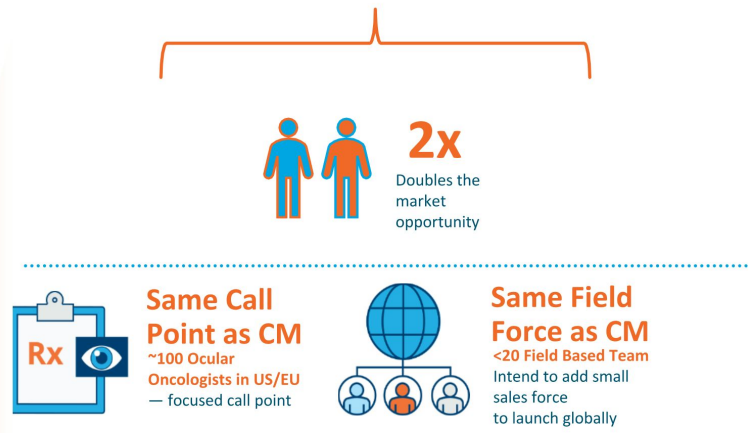 2x
Doubles the
market
opportunity
Rx
Same Call
Point as CM
~100 Ocular
Oncologists in US/EU
— focused call point
Same Field
Force as CM
<20 Field Based Team
Intend to add small
sales force
to launch globally